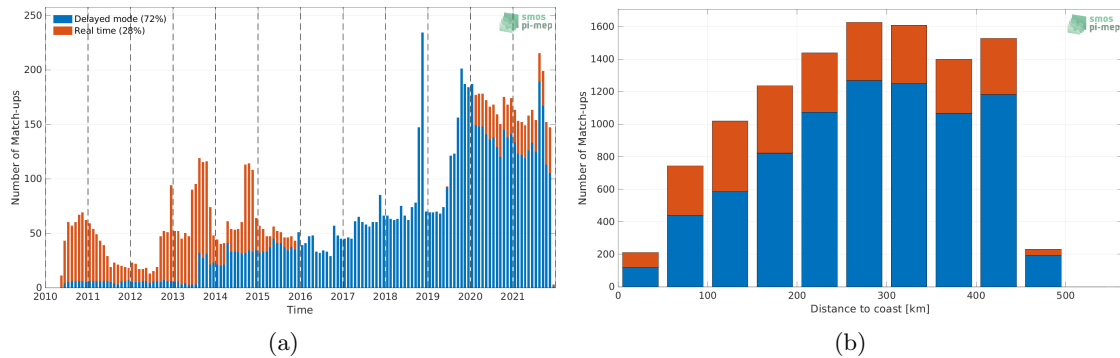 Delayed mode (72%)
Real time (28%)
smos
pi-mep
250
200
150
100
50
0
Number of Match-ups
2010 2011 2012 2013 2014 2015 2016 2017 2018 2019 2020 2021
Time
(a)
smos
pi-mep
1600
1400
1200
1000
800
600
400
200
0
Number of Match-ups
0 100 200 300 400 500
Distance to coast [km]
(b)